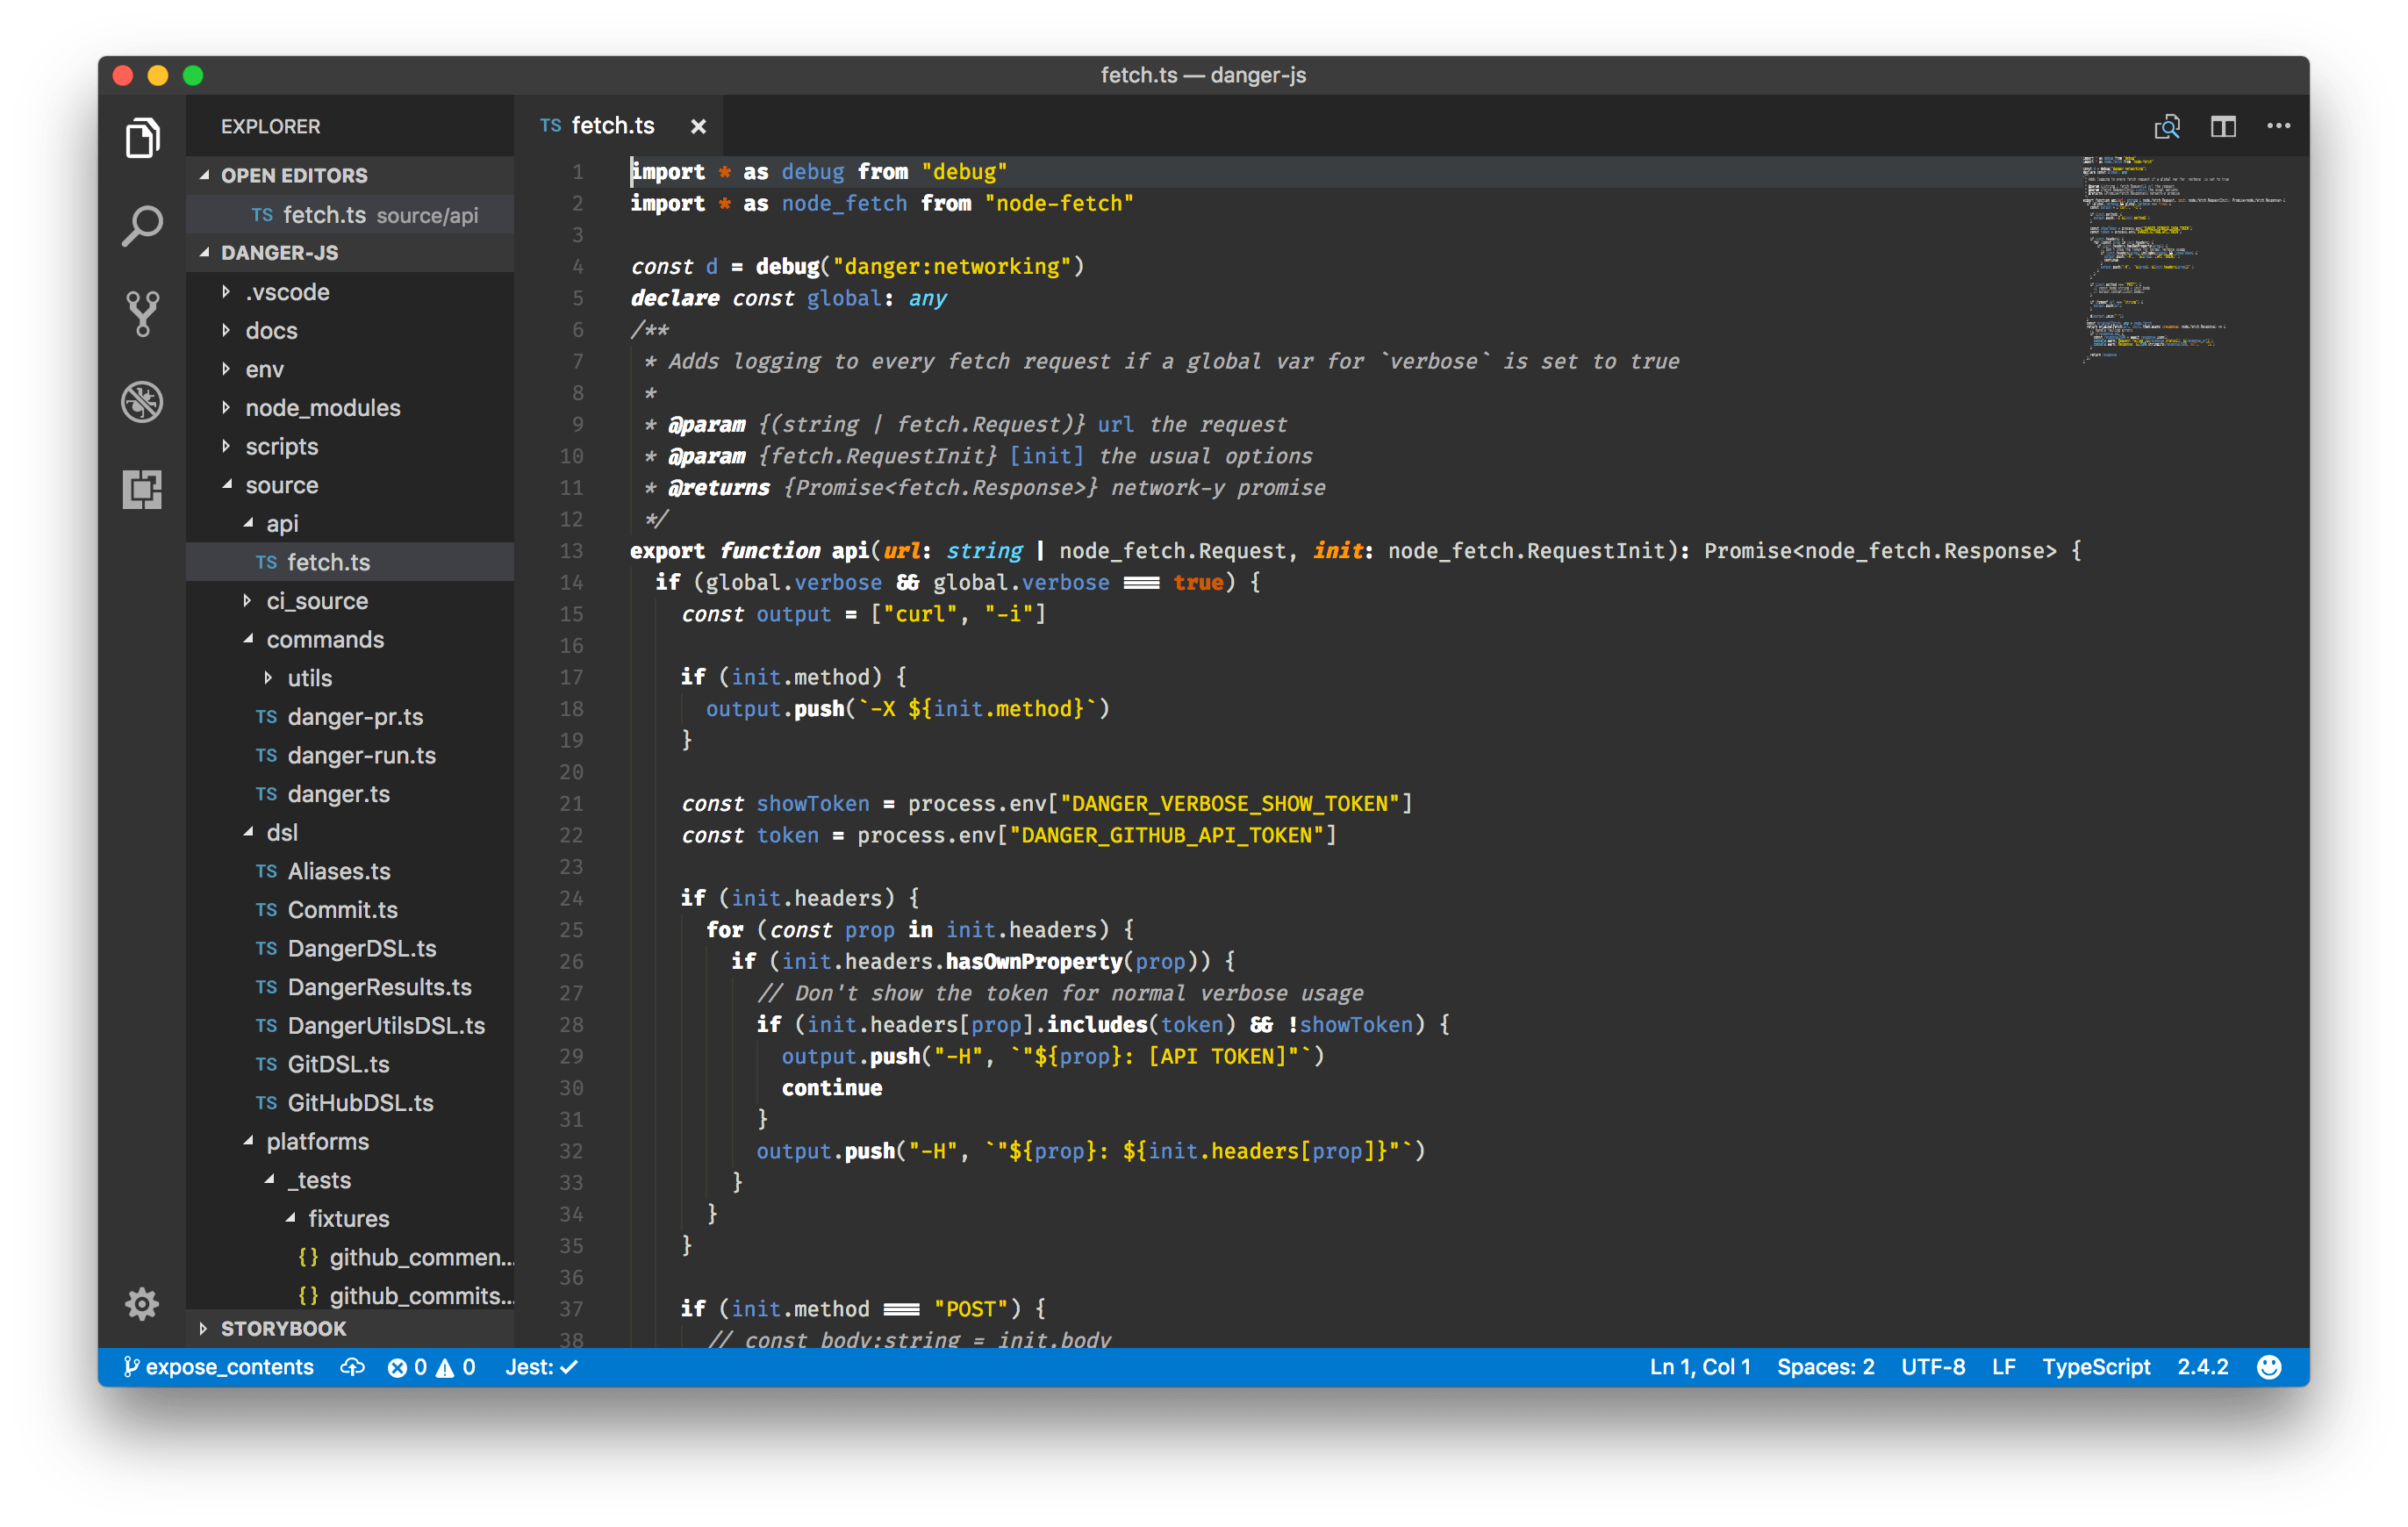 fetch.ts — danger-js
EXPLORER
OPEN EDITORS
TS fetch.ts source/api
DANGER-JS
.vscode
docs
env
node_modules
scripts
source
api
TS fetch.ts
ci_source
commands
utils
TS danger-pr.ts
TS danger-run.ts
TS danger.ts
dsl
TS Aliases.ts
TS Commit.ts
TS DangerDSL.ts
TS DangerResults.ts
TS DangerUtilsDSL.ts
TS GitDSL.ts
TS GitHubDSL.ts
platforms
_tests
fixtures
{} github_commen...
{} github_commits...
STORYBOOK
TS fetch.ts ×
1 import * as debug from "debug"
2 import * as node_fetch from "node-fetch"
3
4 const d = debug("danger:networking")
5 declare const global: any
6 /**
7 * Adds logging to every fetch request if a global var for `verbose` is set to true
8 *
9 * @param {(string | fetch.Request)} url the request
10 * @param {fetch.RequestInit} [init] the usual options
11 * @returns {Promise<fetch.Response>} network-y promise
12 */
13 export function api(url: string | node_fetch.Request, init: node_fetch.RequestInit): Promise<node_fetch.Response> {
14 if (global.verbose && global.verbose === true) {
15 const output = ["curl", "-i"]
16
17 if (init.method) {
18 output.push(`-X ${init.method}`)
19 }
20
21 const showToken = process.env["DANGER_VERBOSE_SHOW_TOKEN"]
22 const token = process.env["DANGER_GITHUB_API_TOKEN"]
23
24 if (init.headers) {
25 for (const prop in init.headers) {
26 if (init.headers.hasOwnProperty(prop)) {
27 // Don't show the token for normal verbose usage
28 if (init.headers[prop].includes(token) && !showToken) {
29 output.push("-H", `"${prop}: [API TOKEN]"`)
30 continue
31 }
32 output.push("-H", `"${prop}: ${init.headers[prop]}"`)
33 }
34 }
35 }
36
37 if (init.method === "POST") {
38 // const body:string = init.body
expose_contents 0 0 Jest: ✓ Ln 1, Col 1 Spaces: 2 UTF-8 LF TypeScript 2.4.2